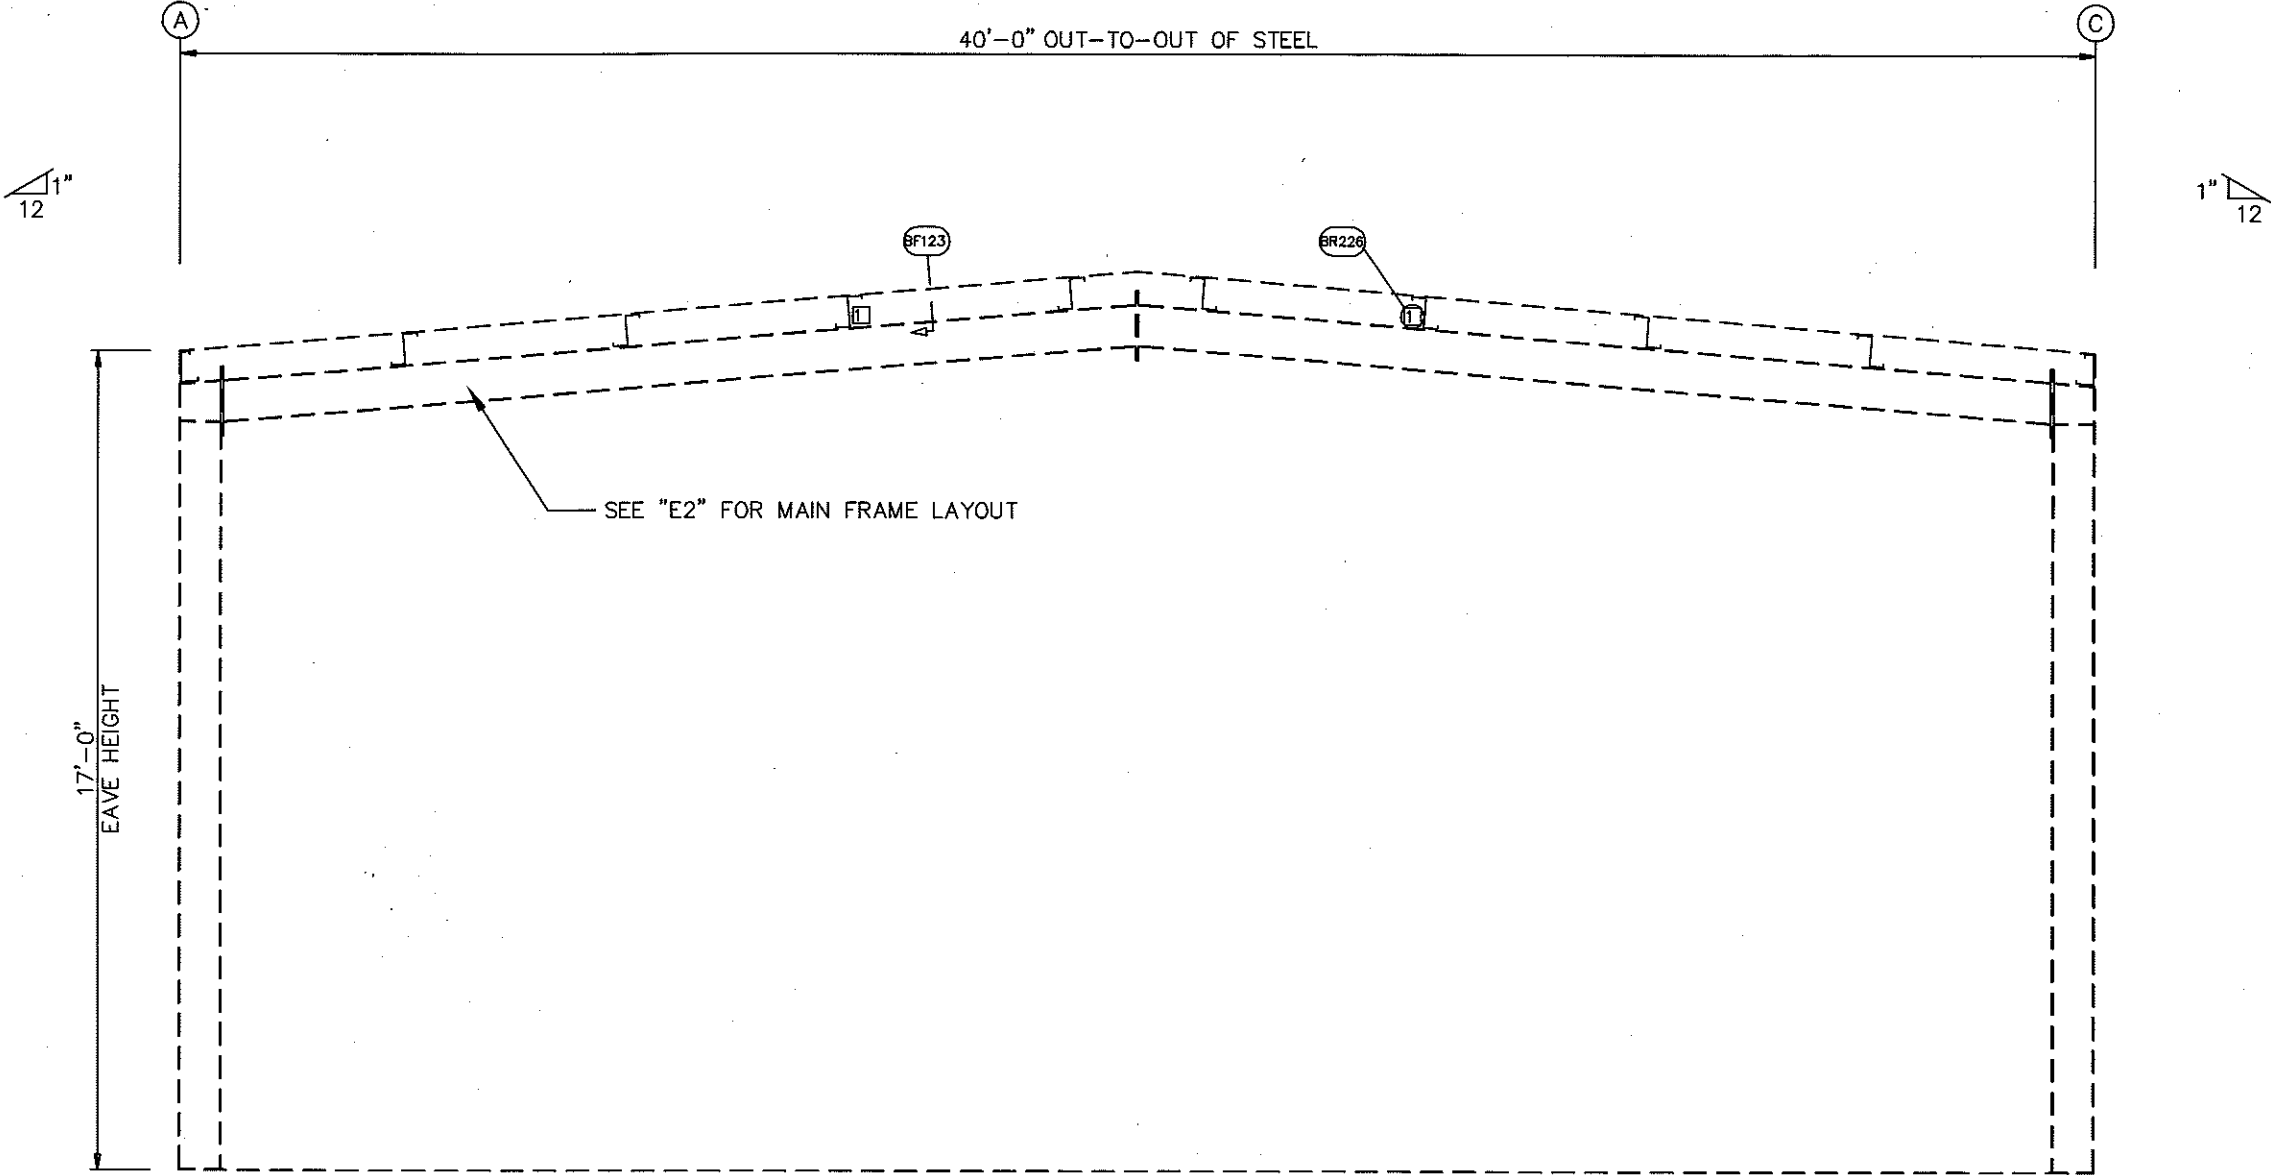 A
C
40'-0" OUT-TO-OUT OF STEEL
1"
12
1"
12
BF123
BR226
1
1
SEE "E2" FOR MAIN FRAME LAYOUT
17'-0"
EAVE HEIGHT